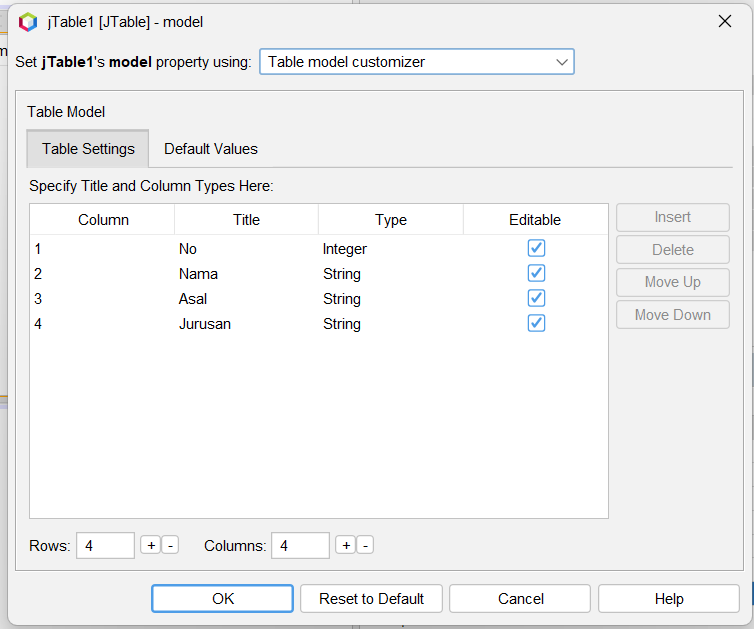 jTable1 [JTable] - model
Set jTable1's model property using: Table model customizer
Table Model
Table Settings Default Values
Specify Title and Column Types Here:
Column Title Type Editable
1 No Integer
2 Nama String
3 Asal String
4 Jurusan String
Insert
Delete
Move Up
Move Down
Rows: 4 + - Columns: 4 + -
OK Reset to Default Cancel Help